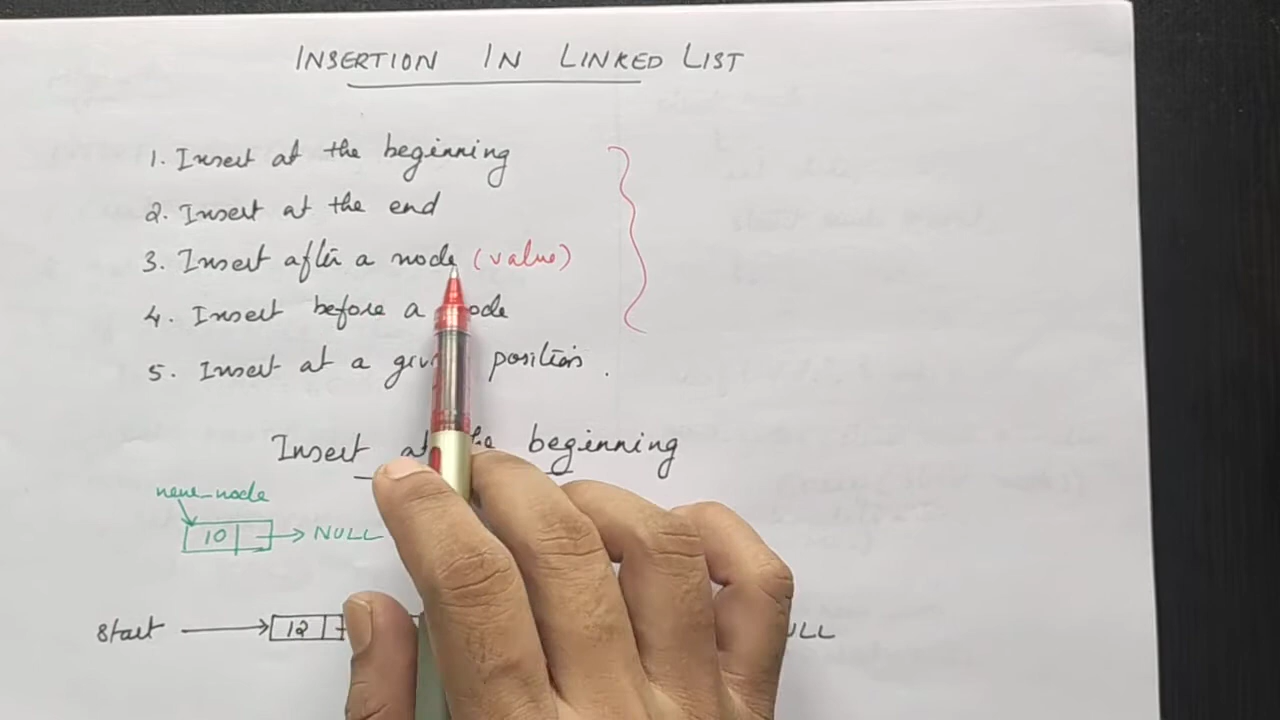 INSERTION IN LINKED LIST
1. Insert at the beginning
2. Insert at the end
3. Insert after a node (value)
4. Insert before a node
5. Insert at a position.
Insert beginning
new_node
10 NULL
Start 12